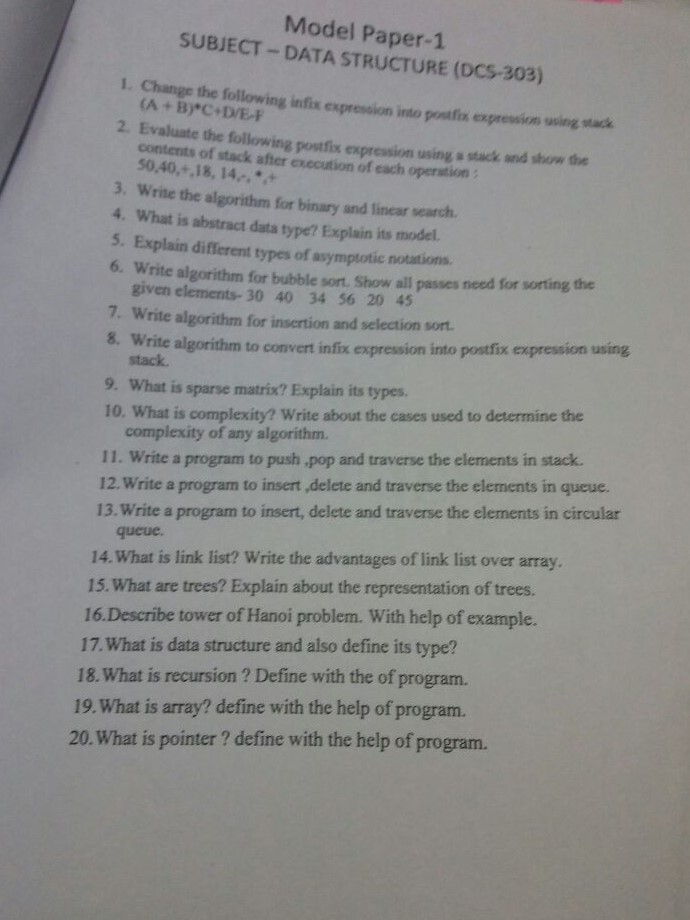 Model Paper-1
SUBJECT – DATA STRUCTURE (DCS-303)
1. Change the following infix expression into postfix expression using stack
(A + B)*C+D/E-F
2. Evaluate the following postfix expression using a stack and show the
contents of stack after execution of each operation :
50,40,+,18, 14,-, *,+
3. Write the algorithm for binary and linear search.
4. What is abstract data type? Explain its model.
5. Explain different types of asymptotic notations.
6. Write algorithm for bubble sort. Show all passes need for sorting the
given elements- 30 40 34 56 20 45
7. Write algorithm for insertion and selection sort.
8. Write algorithm to convert infix expression into postfix expression using
stack.
9. What is sparse matrix? Explain its types.
10. What is complexity? Write about the cases used to determine the
complexity of any algorithm.
11. Write a program to push ,pop and traverse the elements in stack.
12. Write a program to insert ,delete and traverse the elements in queue.
13. Write a program to insert, delete and traverse the elements in circular
queue.
14. What is link list? Write the advantages of link list over array.
15. What are trees? Explain about the representation of trees.
16.Describe tower of Hanoi problem. With help of example.
17. What is data structure and also define its type?
18. What is recursion ? Define with the of program.
19. What is array? define with the help of program.
20. What is pointer ? define with the help of program.